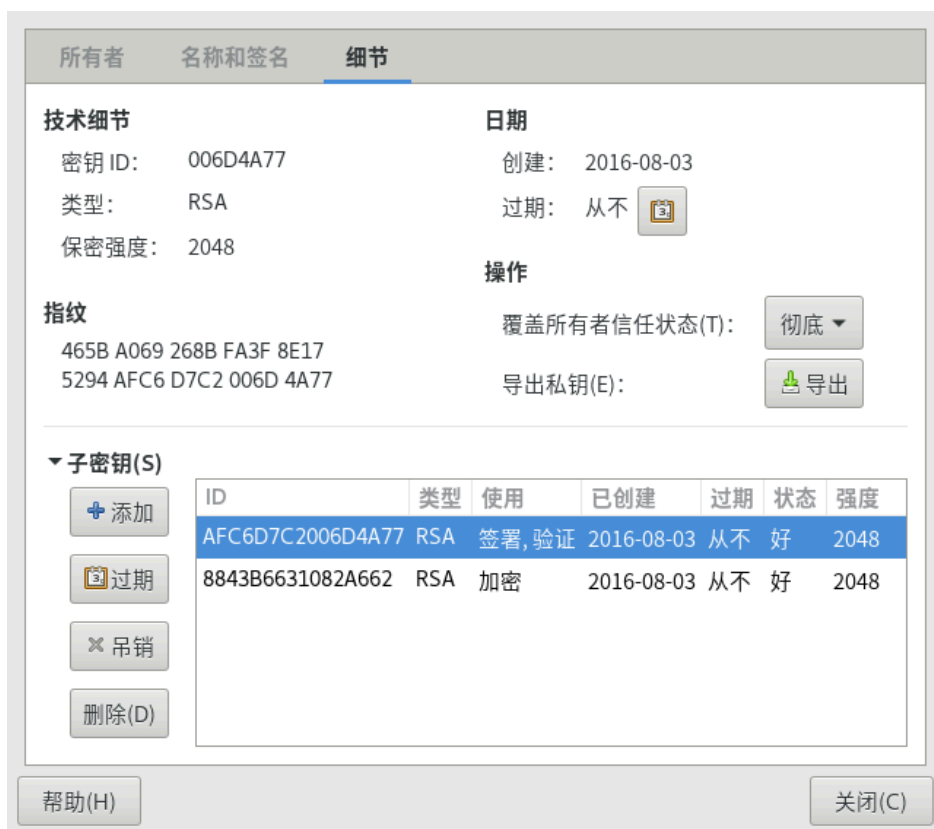 所有者 名称和签名 细节
技术细节
密钥 ID： 006D4A77
类型： RSA
保密强度： 2048
指纹
465B A069 268B FA3F 8E17
5294 AFC6 D7C2 006D 4A77
日期
创建： 2016-08-03
过期： 从不
操作
覆盖所有者信任状态(T)： 彻底
导出私钥(E)： 导出
子密钥(S)
添加
过期
吊销
删除(D)
ID 类型 使用 已创建 过期 状态 强度
AFC6D7C2006D4A77 RSA 签署, 验证 2016-08-03 从不 好 2048
8843B6631082A662 RSA 加密 2016-08-03 从不 好 2048
帮助(H) 关闭(C)